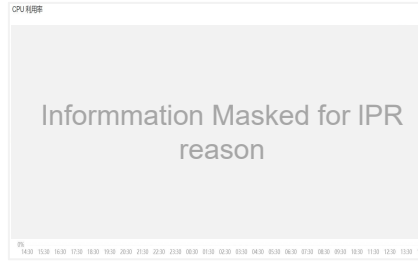 CPU 利用率
Informmation Masked for IPR
reason
0%
14:30 15:30 16:30 17:30 18:30 19:30 20:30 21:30 22:30 23:30 00:30 01:30 02:30 03:30 04:30 05:30 06:30 07:30 08:30 09:30 10:30 11:30 12:30 13:30